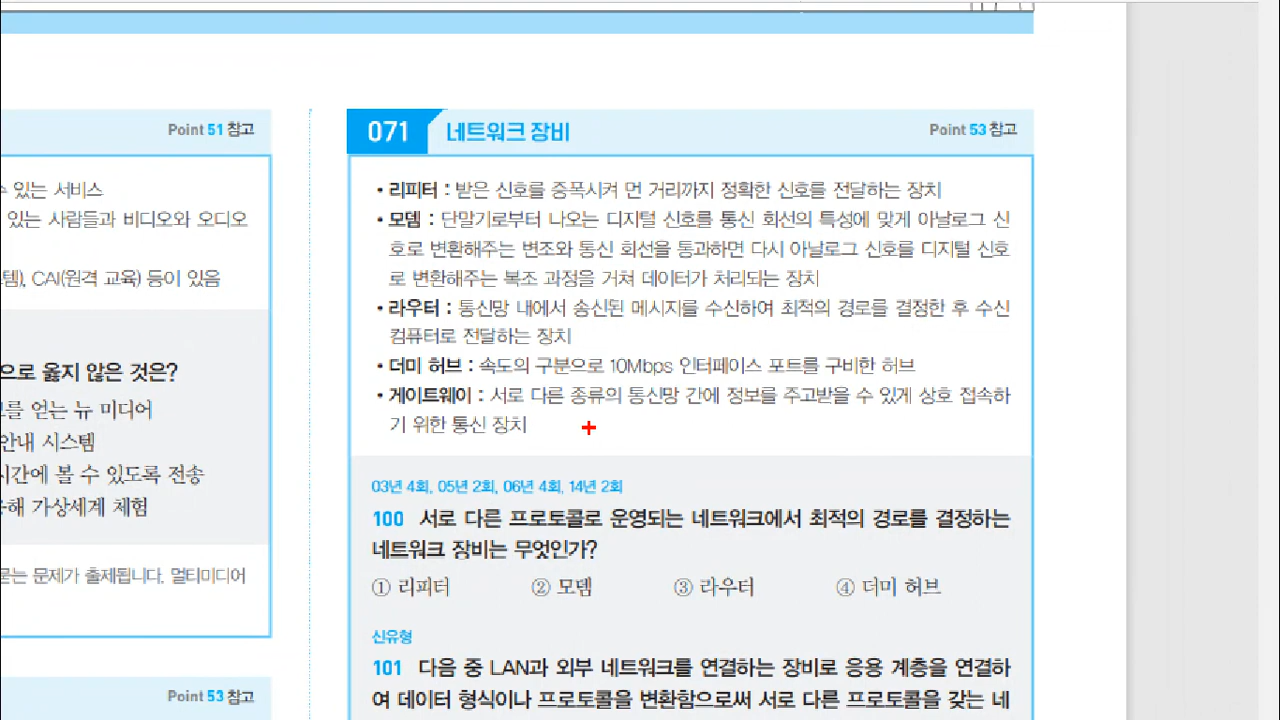 Point 51 참고
있는 서비스
있는 사람들과 비디오와 오디오
템), CAI(원격 교육) 등이 있음
으로 옳지 않은 것은?
를 얻는 뉴 미디어
안내 시스템
시간에 볼 수 있도록 전송
해 가상세계 체험
묻는 문제가 출제됩니다. 멀티미디어
Point 53 참고
071 네트워크 장비 Point 53 참고
• 리피터 : 받은 신호를 증폭시켜 먼 거리까지 정확한 신호를 전달하는 장치
• 모뎀 : 단말기로부터 나오는 디지털 신호를 통신 회선의 특성에 맞게 아날로그 신
호로 변환해주는 변조와 통신 회선을 통과하면 다시 아날로그 신호를 디지털 신호
로 변환해주는 복조 과정을 거쳐 데이터가 처리되는 장치
• 라우터 : 통신망 내에서 송신된 메시지를 수신하여 최적의 경로를 결정한 후 수신
컴퓨터로 전달하는 장치
• 더미 허브 : 속도의 구분으로 10Mbps 인터페이스 포트를 구비한 허브
• 게이트웨이 : 서로 다른 종류의 통신망 간에 정보를 주고받을 수 있게 상호 접속하
기 위한 통신 장치
03년 4회, 05년 2회, 06년 4회, 14년 2회
100 서로 다른 프로토콜로 운영되는 네트워크에서 최적의 경로를 결정하는
네트워크 장비는 무엇인가?
① 리피터 ② 모뎀 ③ 라우터 ④ 더미 허브
신유형
101 다음 중 LAN과 외부 네트워크를 연결하는 장비로 응용 계층을 연결하
여 데이터 형식이나 프로토콜을 변환함으로써 서로 다른 프로토콜을 갖는 네